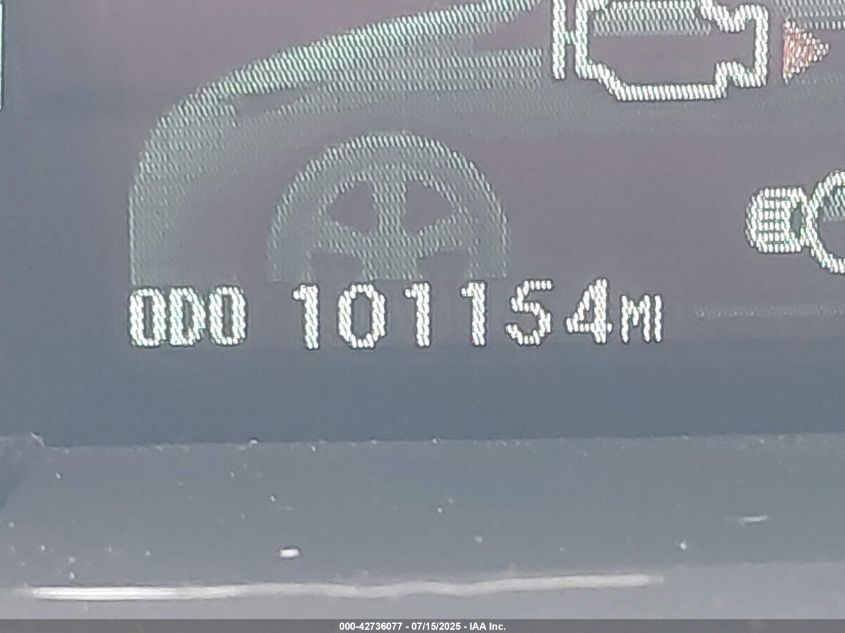 ODO 101154MI
000-42736077 - 07/15/2025 - IAA Inc.